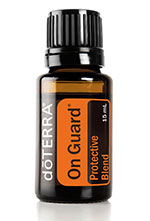 dōTERRA®
On Guard®
Protective
Blend
15 mL